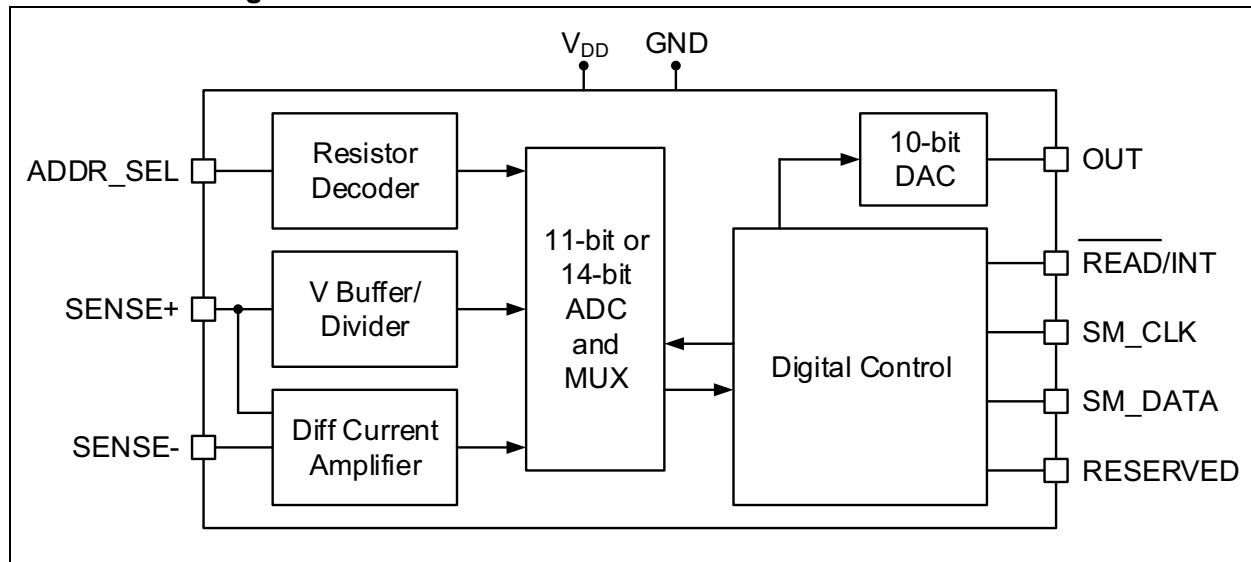 VDD GND
ADDR_SEL
Resistor
Decoder
10-bit
DAC
OUT
11-bit or
14-bit
ADC
and
MUX
SENSE+
V Buffer/
Divider
SENSE-
Diff Current
Amplifier
Digital Control
READ/INT
SM_CLK
SM_DATA
RESERVED